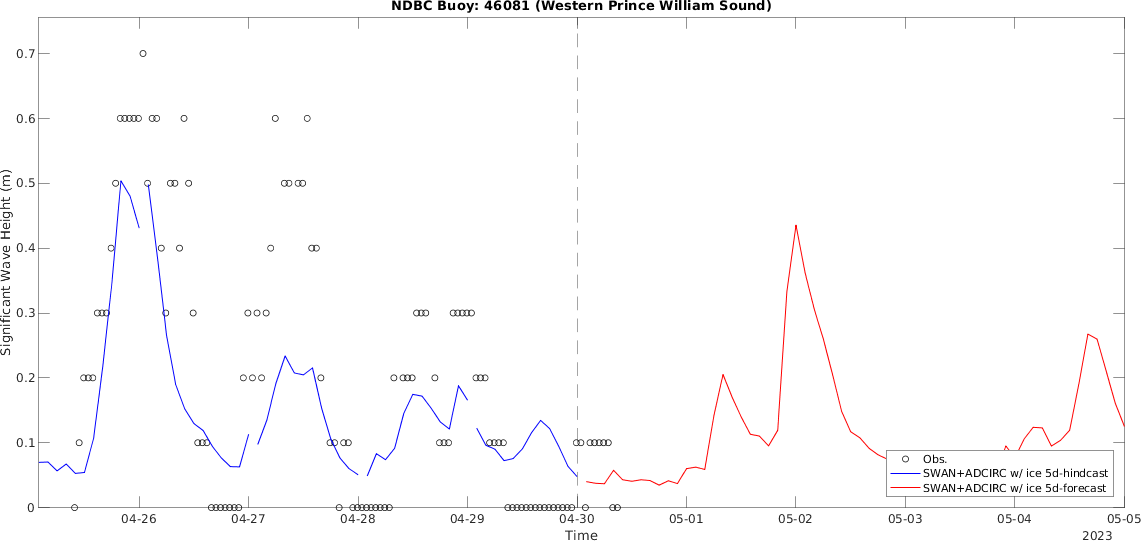 NDBC Buoy: 46081 (Western Prince William Sound)
Significant Wave Height (m)
0.7
0.6
0.5
0.4
0.3
0.2
0.1
0
04-26 04-27 04-28 04-29 04-30 05-01 05-02 05-03 05-04 05-05
Time
2023
Obs.
SWAN+ADCIRC w/ ice 5d-hindcast
SWAN+ADCIRC w/ ice 5d-forecast